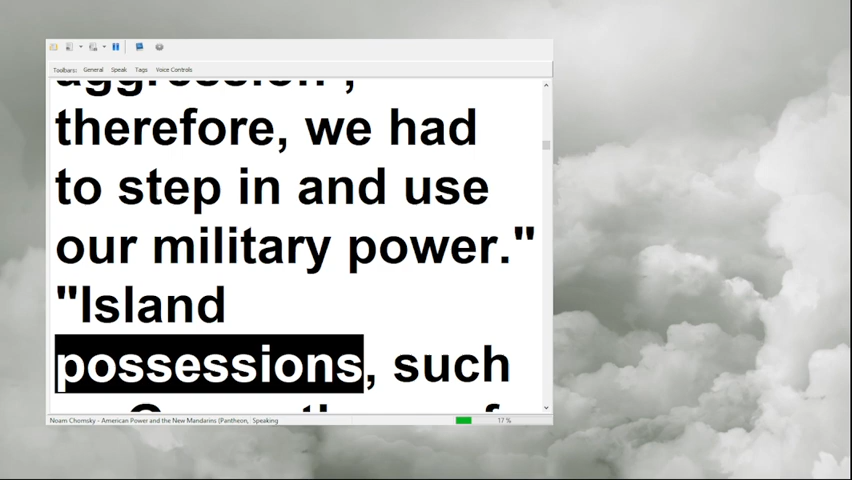 Toolbars: General Speak Tags Voice Controls
aggression",
therefore, we had
to step in and use
our military power."
"Island
possessions, such
Noam Chomsky - American Power and the New Mandarins (Pantheon, Speaking 17 %